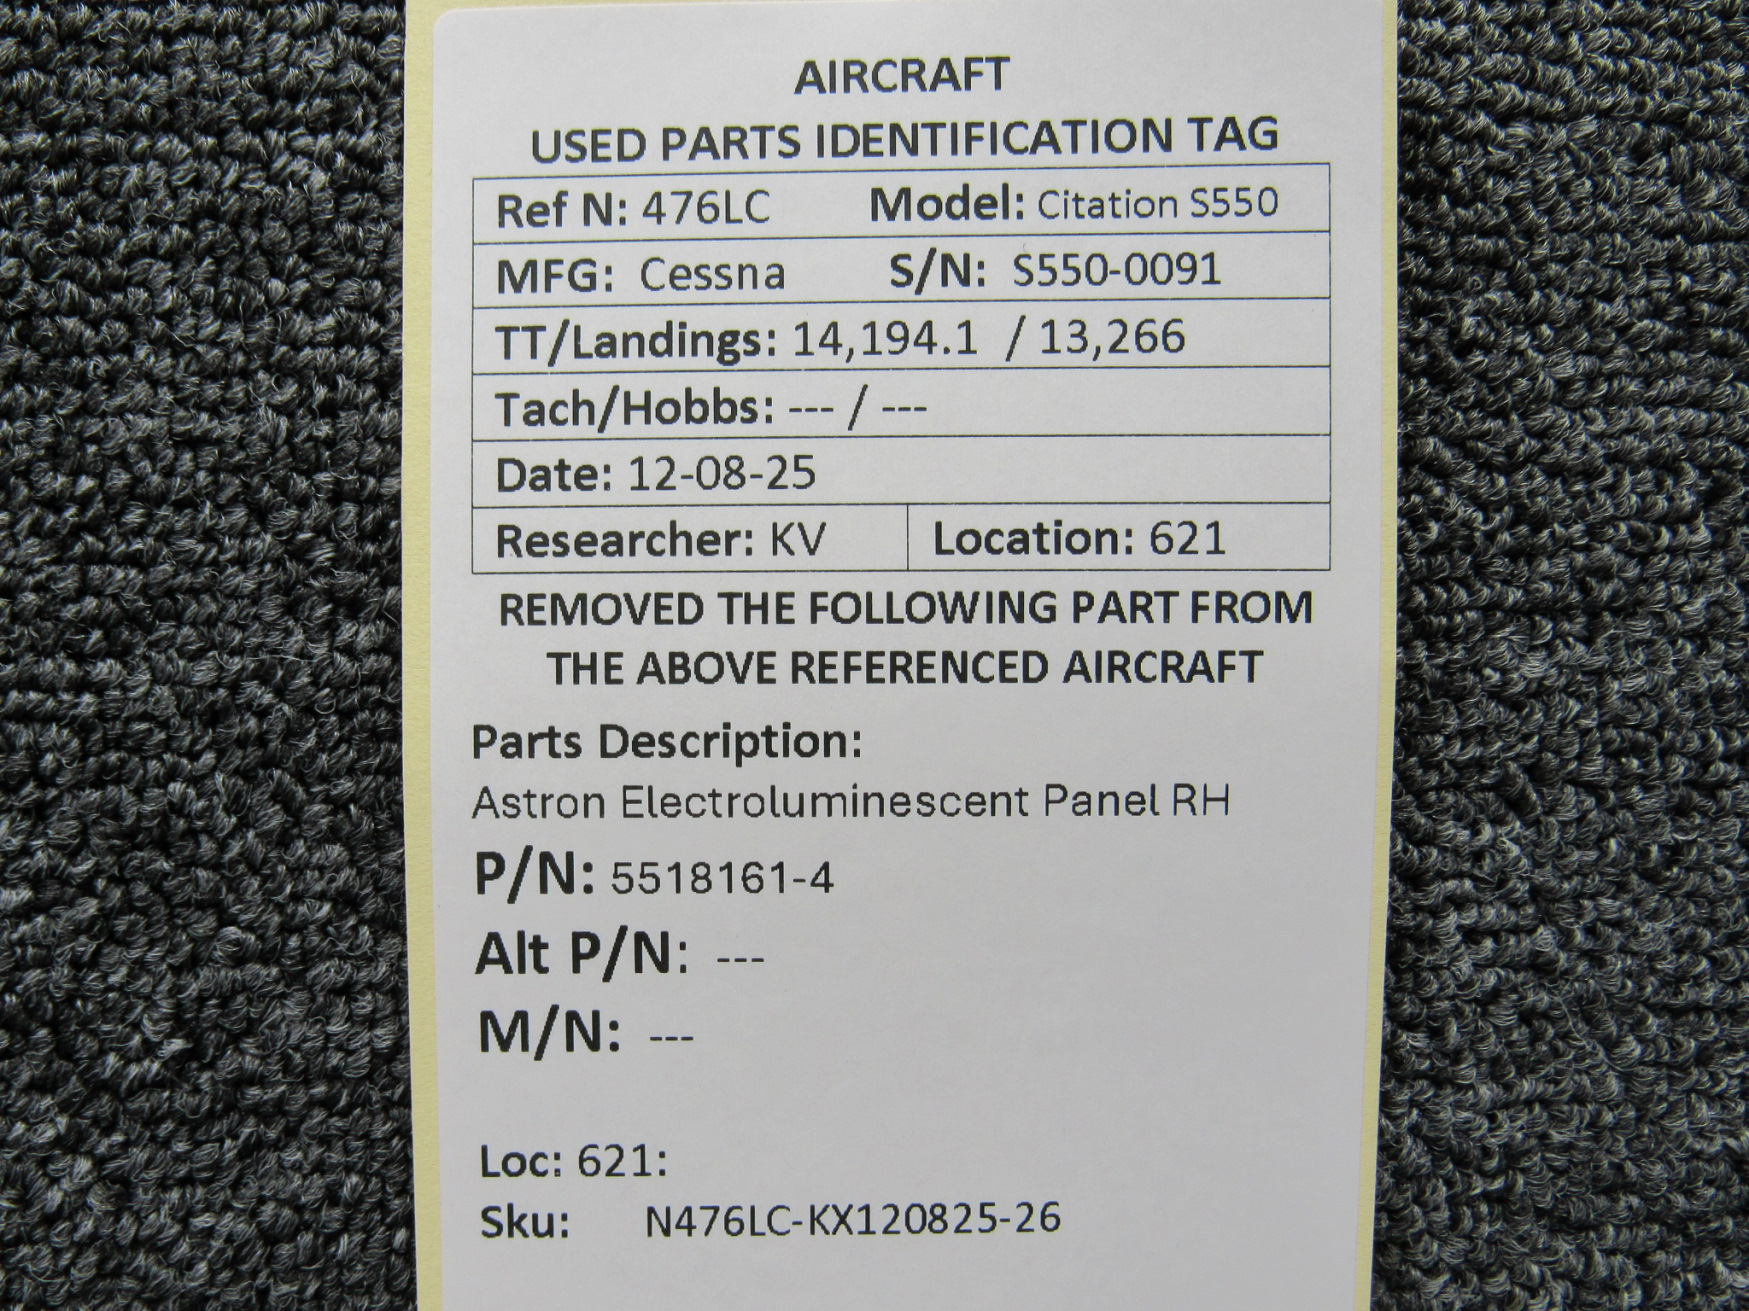 AIRCRAFT
USED PARTS IDENTIFICATION TAG
Ref N: 476LC Model: Citation S550
MFG: Cessna S/N: S550-0091
TT/Landings: 14,194.1 / 13,266
Tach/Hobbs: --- / ---
Date: 12-08-25
Researcher: KV Location: 621
REMOVED THE FOLLOWING PART FROM
THE ABOVE REFERENCED AIRCRAFT
Parts Description:
Astron Electroluminescent Panel RH
P/N: 5518161-4
Alt P/N: ---
M/N: ---
Loc: 621:
Sku: N476LC-KX120825-26